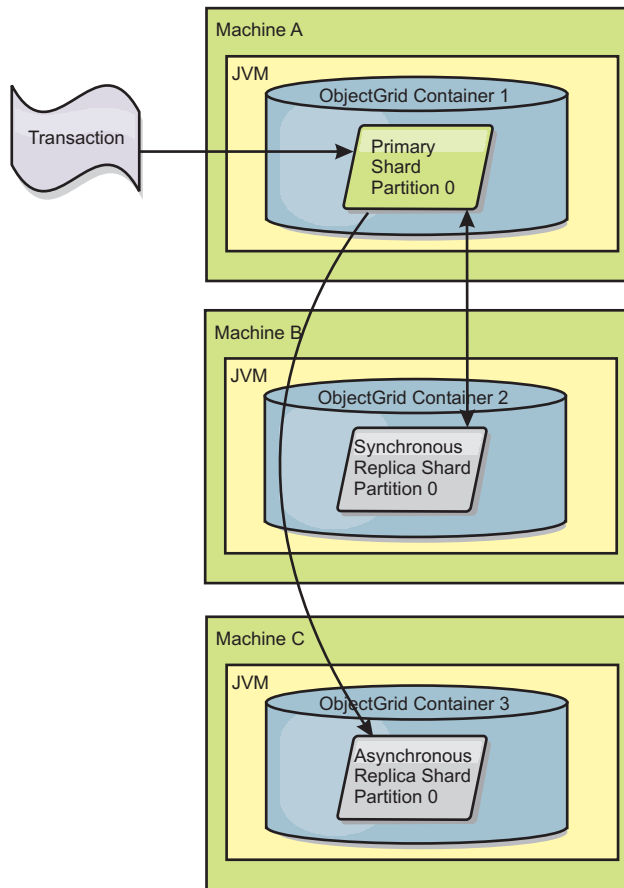 Machine A
JVM
ObjectGrid Container 1
Transaction
Primary
Shard
Partition 0
Machine B
JVM
ObjectGrid Container 2
Synchronous
Replica Shard
Partition 0
Machine C
JVM
ObjectGrid Container 3
Asynchronous
Replica Shard
Partition 0